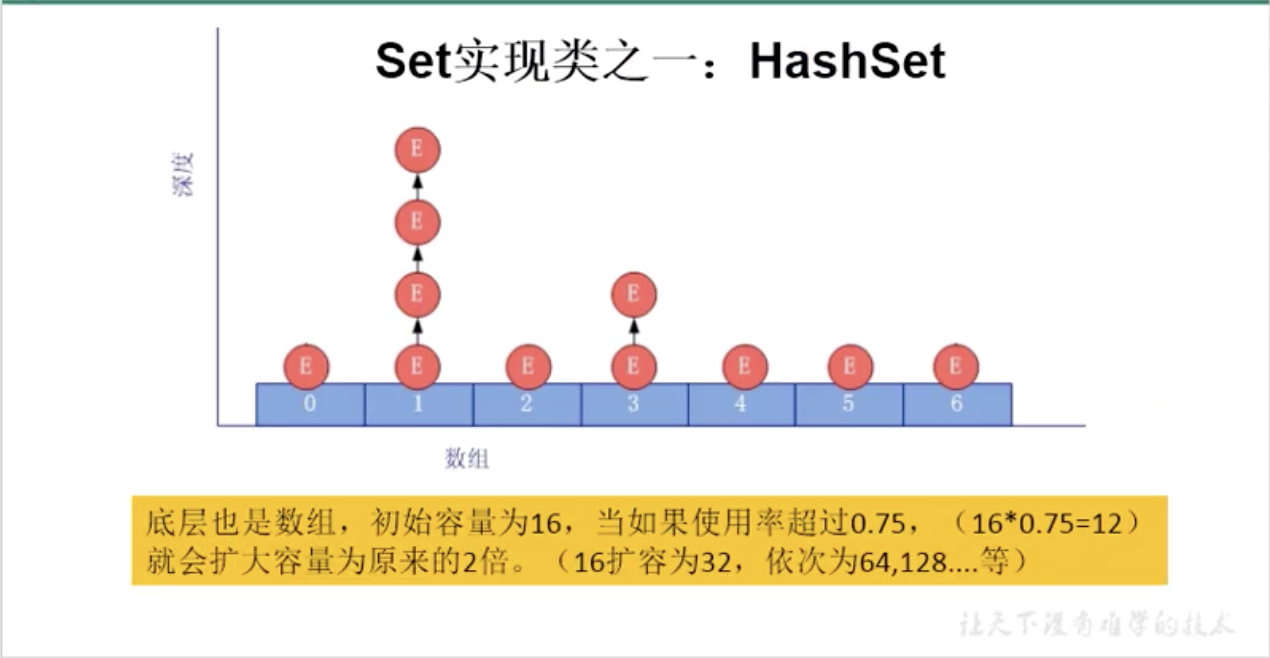 Set实现类之一：HashSet
深度
E
E
E
E
E
E
E
E
E
E
E
0 1 2 3 4 5 6
数组
底层也是数组，初始容量为16，当如果使用率超过0.75，（16*0.75=12）
就会扩大容量为原来的2倍。（16扩容为32，依次为64,128....等）
让天下没有难学的技术